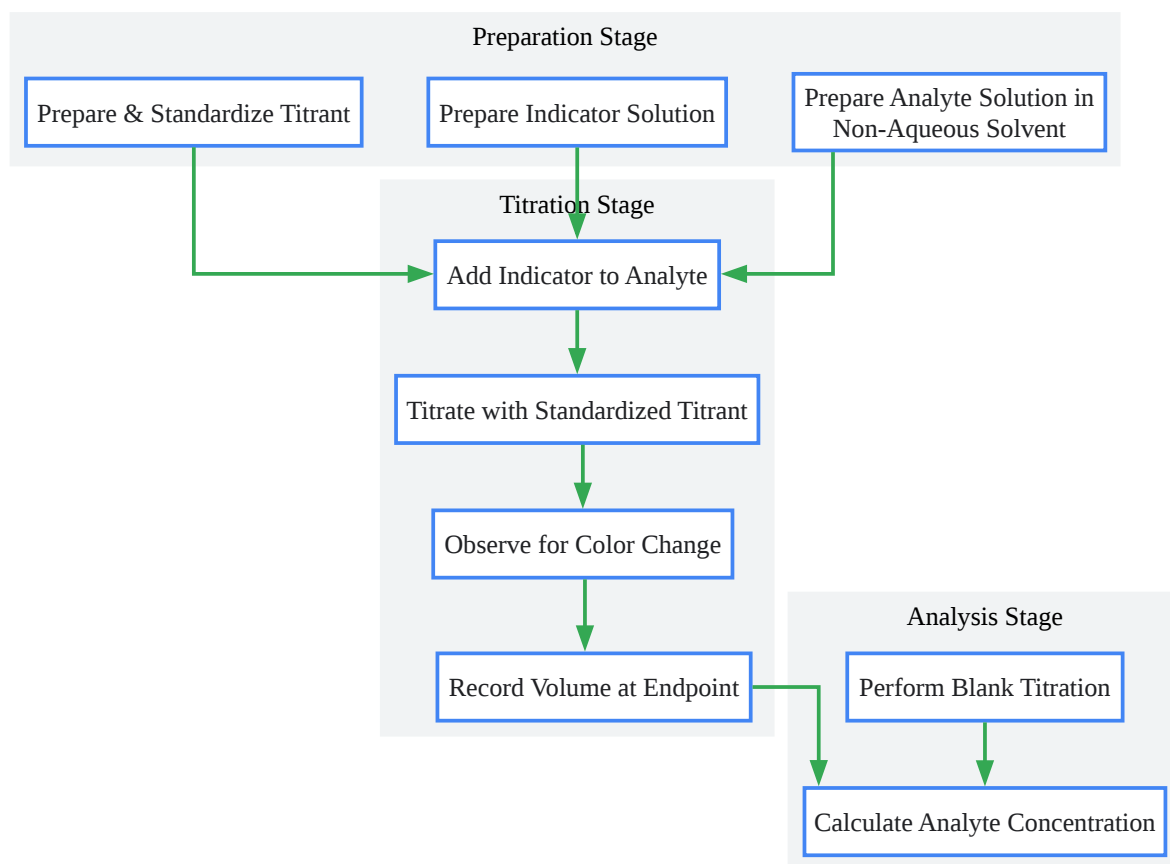 Preparation Stage
Prepare & Standardize Titrant
Prepare Indicator Solution
Prepare Analyte Solution in
Non-Aqueous Solvent
Titration Stage
Add Indicator to Analyte
Titrate with Standardized Titrant
Observe for Color Change
Record Volume at Endpoint
Analysis Stage
Perform Blank Titration
Calculate Analyte Concentration